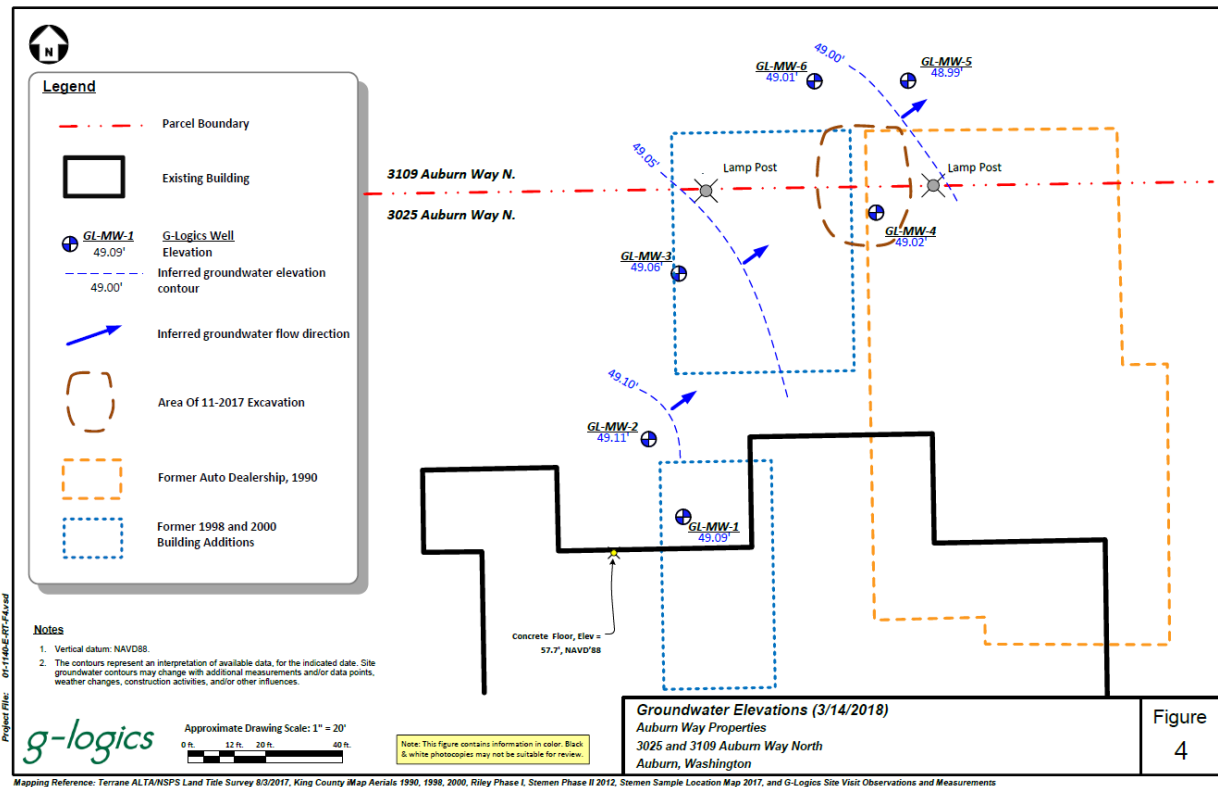 N
Legend
Parcel Boundary
Existing Building
GL-MW-1
49.09'
G-Logics Well
Elevation
Inferred groundwater elevation
contour
49.00'
Inferred groundwater flow direction
Area Of 11-2017 Excavation
Former Auto Dealership, 1990
Former 1998 and 2000
Building Additions
GL-MW-6
49.01'
49.00'
GL-MW-5
48.99'
49.05'
3109 Auburn Way N.
Lamp Post
Lamp Post
3025 Auburn Way N.
GL-MW-4
49.02'
GL-MW-3
49.06'
49.10'
GL-MW-2
49.11'
GL-MW-1
49.09'
Concrete Floor, Elev =
57.7', NAVD'88
Notes
1. Vertical datum: NAVD88.
2. The contours represent an interpretation of available data, for the indicated date. Site
groundwater contours may change with additional measurements and/or data points,
weather changes, construction activities, and/or other influences.
Project File: 01-1140-E-RT-F4.vsd
g-logics
Approximate Drawing Scale: 1" = 20'
0 ft. 12 ft. 20 ft. 40 ft.
Note: This figure contains information in color. Black
& white photocopies may not be suitable for review.
Groundwater Elevations (3/14/2018)
Auburn Way Properties
3025 and 3109 Auburn Way North
Auburn, Washington
Figure
4
Mapping Reference: Terrane ALTA/NSPS Land Title Survey 8/3/2017, King County iMap Aerials 1990, 1998, 2000, Riley Phase I, Stemen Phase II 2012, Stemen Sample Location Map 2017, and G-Logics Site Visit Observations and Measurements